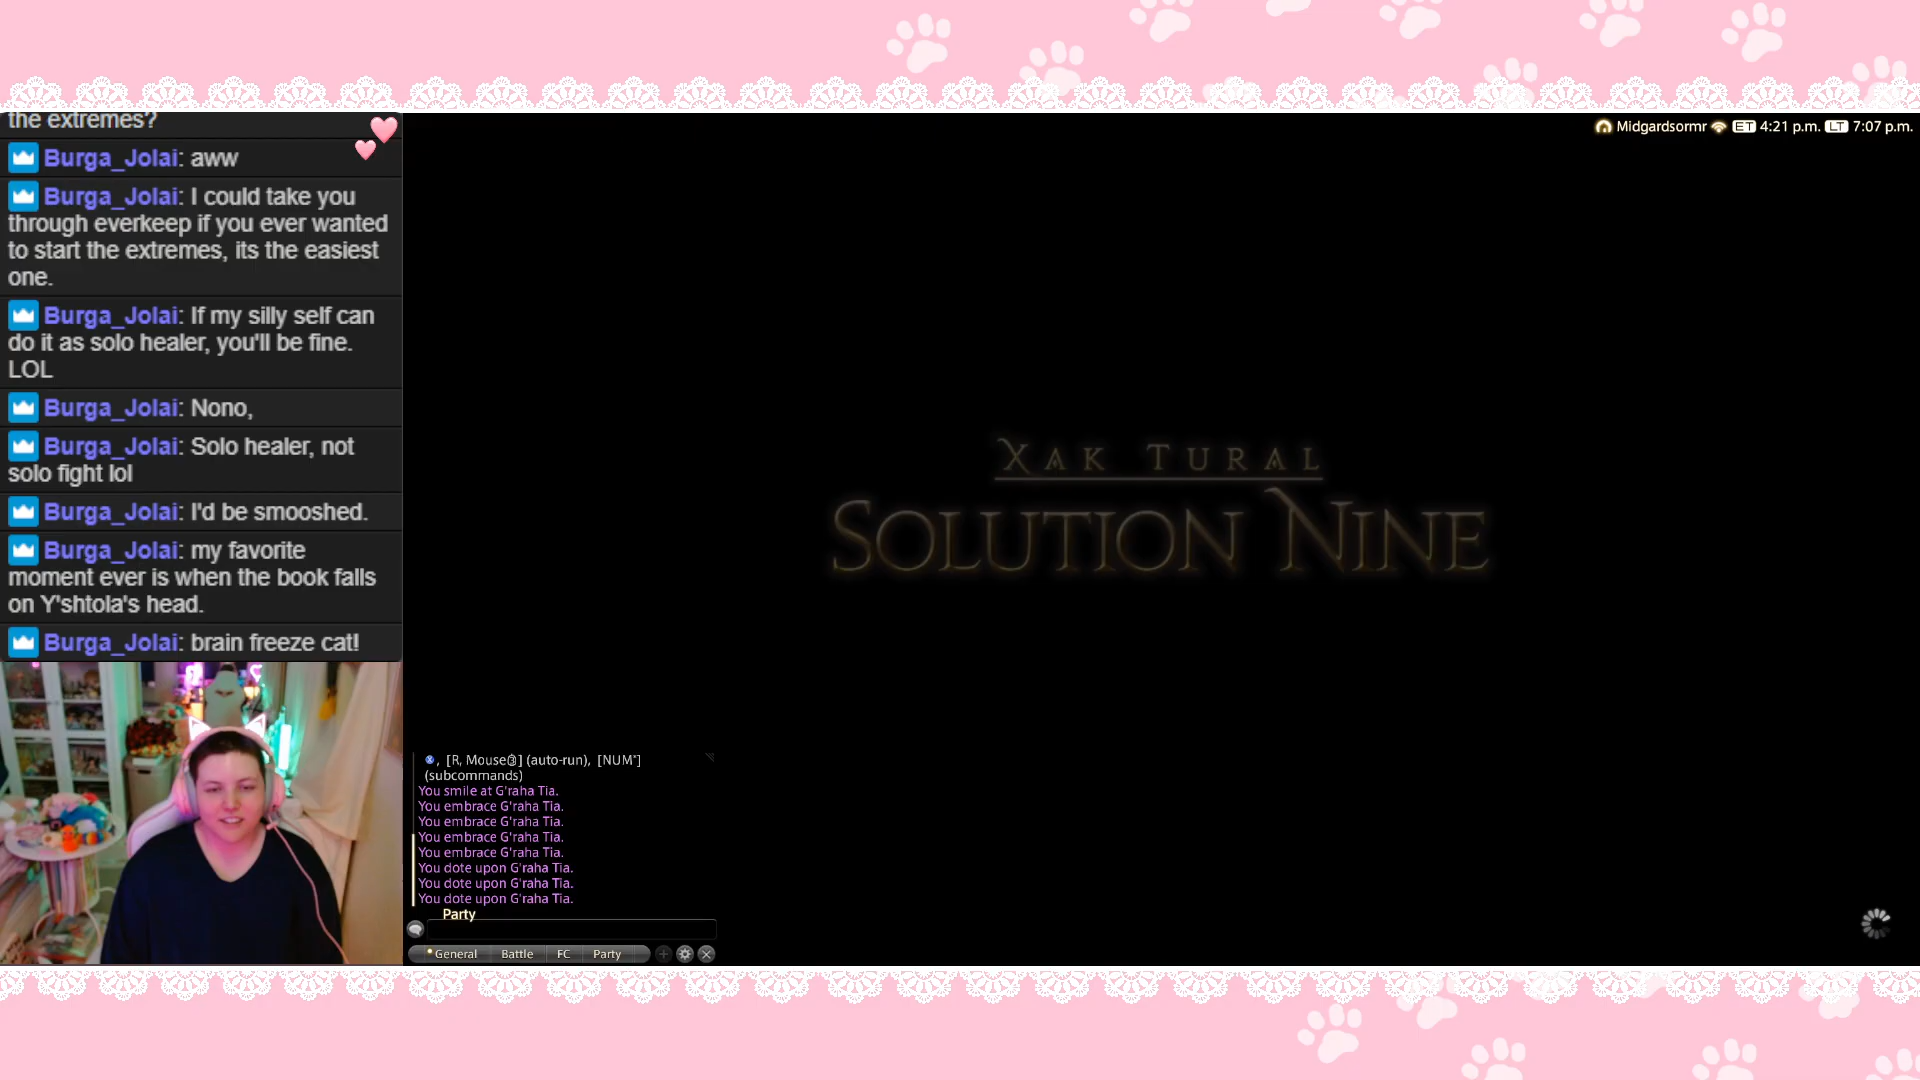 the extremes?
Burga_Jolai: aww
Burga_Jolai: I could take you
through everkeep if you ever wanted
to start the extremes, its the easiest
one.
Burga_Jolai: If my silly self can
do it as solo healer, you'll be fine.
LOL
Burga_Jolai: Nono,
Burga_Jolai: Solo healer, not
solo fight lol
Burga_Jolai: I'd be smooshed.
Burga_Jolai: my favorite
moment ever is when the book falls
on Y'shtola's head.
Burga_Jolai: brain freeze cat!
Midgardsormr ET 4:21 p.m. LT 7:07 p.m.
XAK TURAL
SOLUTION NINE
, [R, Mouse③] (auto-run), [NUM*]
(subcommands)
You smile at G'raha Tia.
You embrace G'raha Tia.
You embrace G'raha Tia.
You embrace G'raha Tia.
You embrace G'raha Tia.
You dote upon G'raha Tia.
You dote upon G'raha Tia.
You dote upon G'raha Tia.
Party
General Battle FC Party